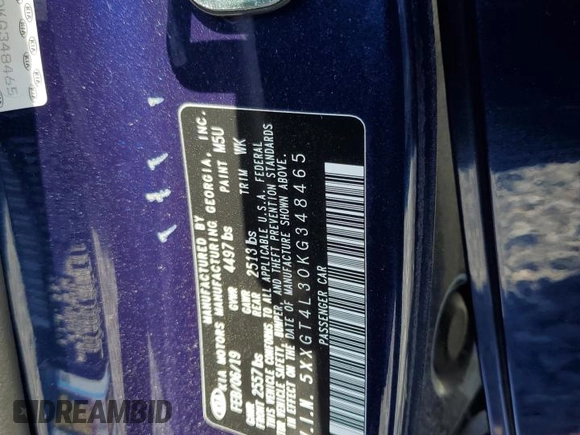 KG348465
MANUFACTURED BY
KIA MOTORS MANUFACTURING GEORGIA, INC.
FEB/06/19 GVWR 4497 lbs PAINT M5U
GAWR FRONT 2557 lbs GAWR REAR 2513 lbs TRIM WK
THIS VEHICLE CONFORMS TO ALL APPLICABLE U.S.A. FEDERAL
MOTOR VEHICLE SAFETY, BUMPER, AND THEFT PREVENTION STANDARDS
IN EFFECT ON THE DATE OF MANUFACTURE SHOWN ABOVE.
V.I.N. 5XXGT4L30KG348465
PASSENGER CAR
DREAMBID